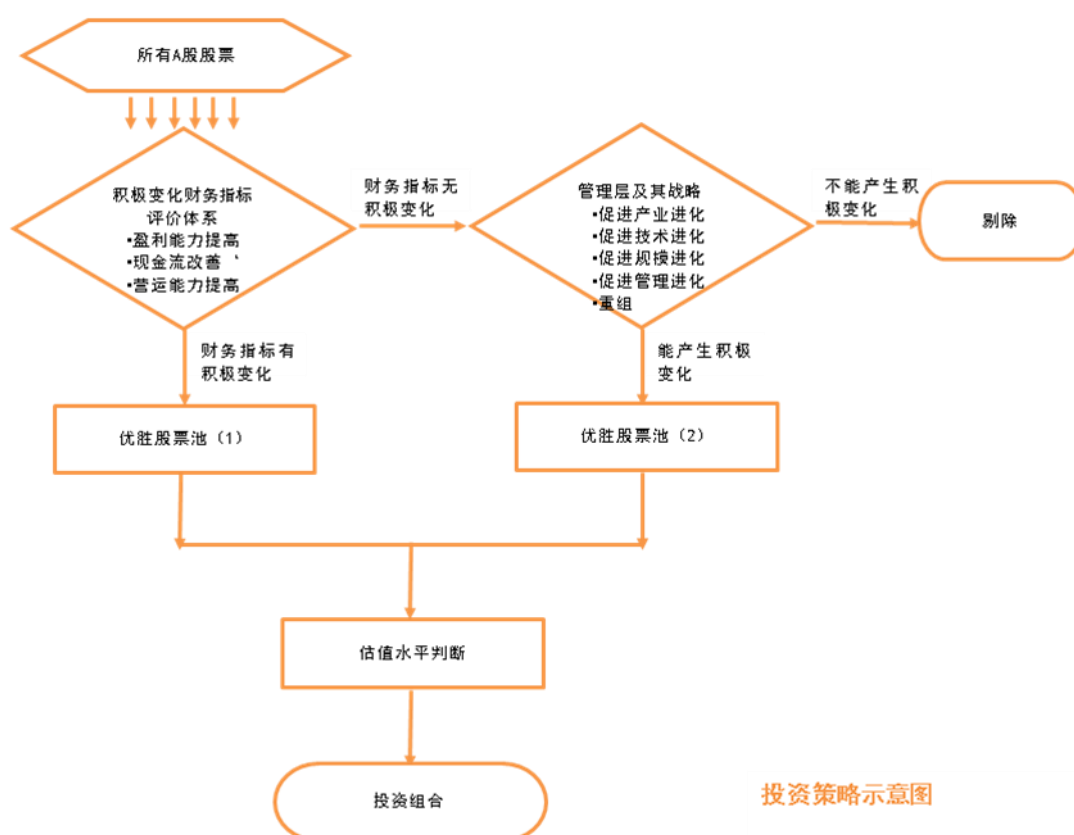 所有A股股票
积极变化财务指标
评价体系
▪盈利能力提高
▪现金流改善
▪营运能力提高
财务指标无
积极变化
管理层及其战略
▪促进产业进化
▪促进技术进化
▪促进规模进化
▪促进管理进化
▪重组
不能产生积
极变化
剔除
财务指标有
积极变化
能产生积极
变化
优胜股票池（1）
优胜股票池（2）
估值水平判断
投资组合
投资策略示意图